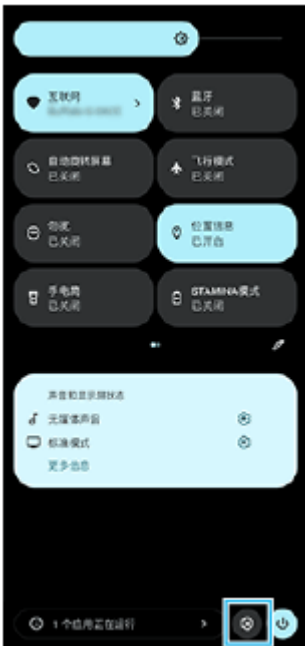 互联网
蓝牙
已关闭
自动旋转屏幕
已关闭
飞行模式
已关闭
勿扰
已关闭
位置信息
已开启
手电筒
已关闭
STAMINA模式
已关闭
声音和显示屏状态
无媒体声音
标准模式
更多信息
1 个应用正在运行